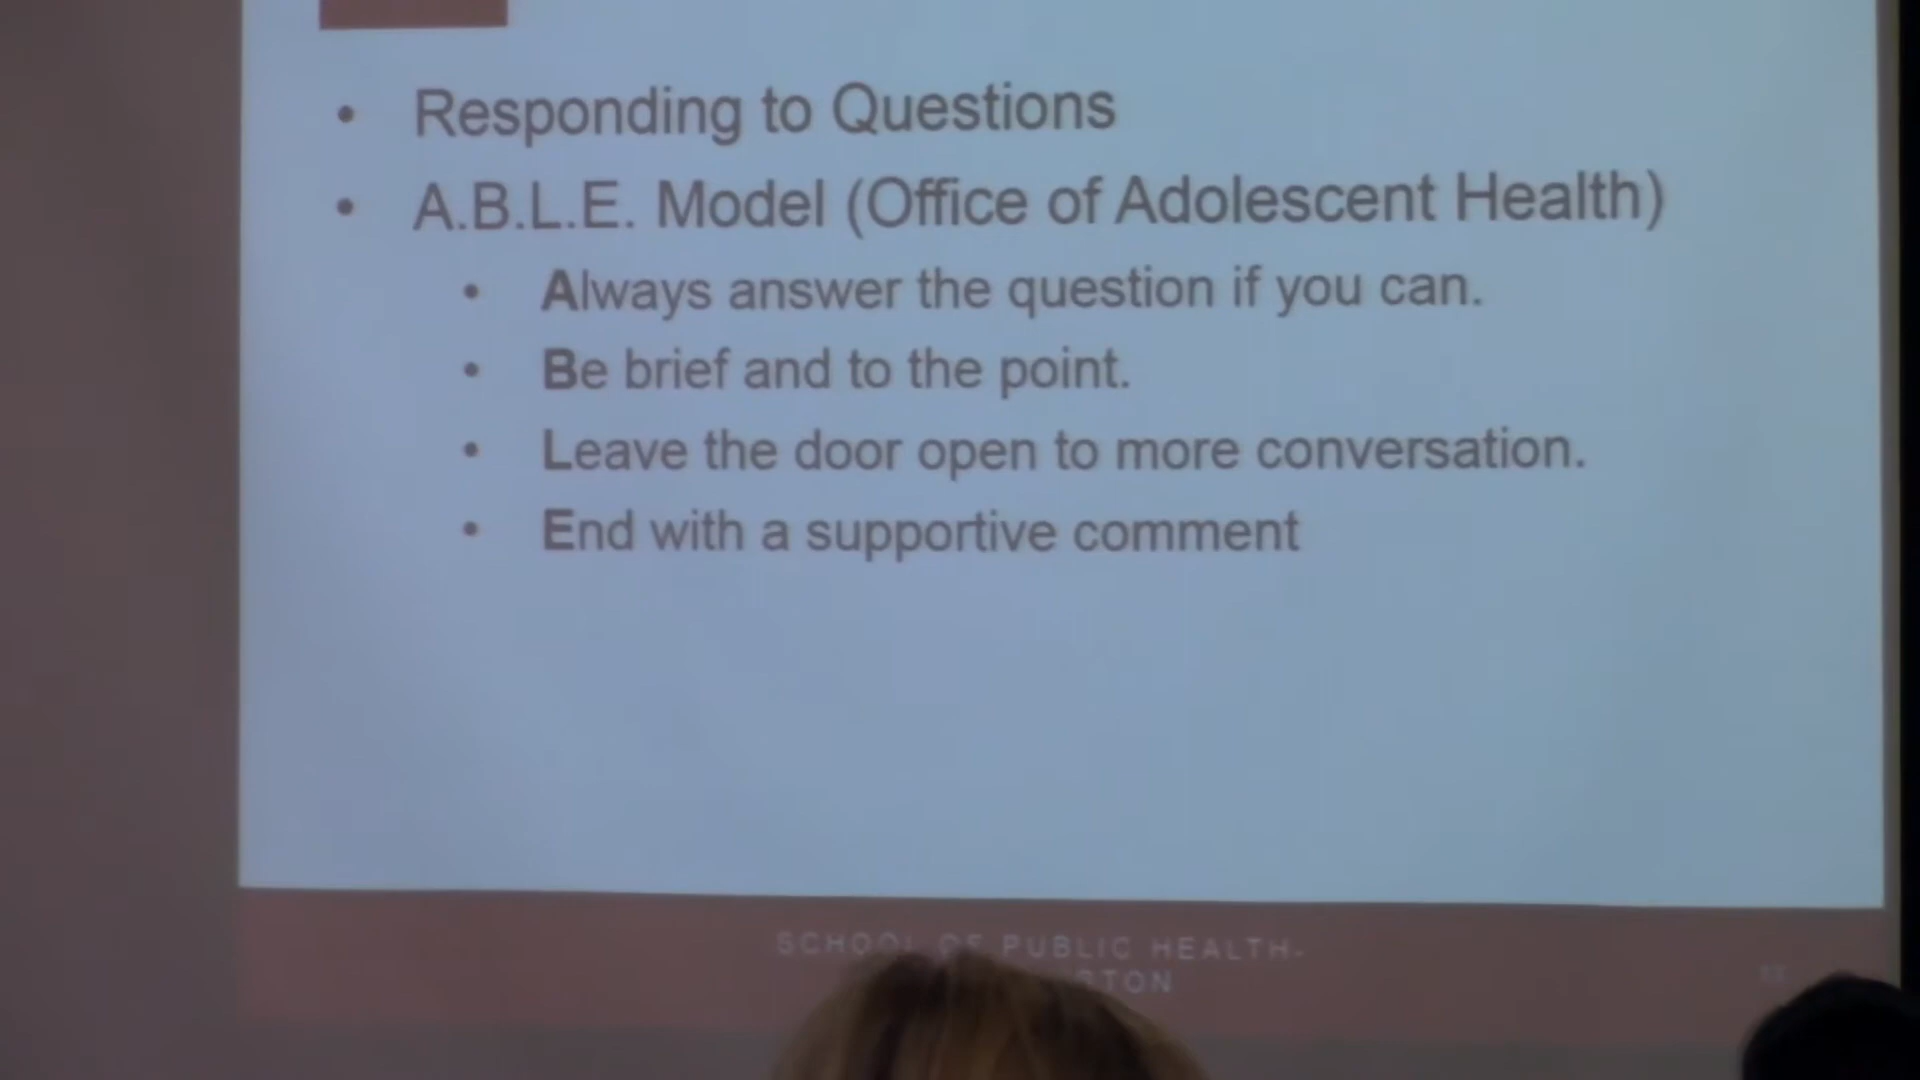 • Responding to Questions
• A.B.L.E. Model (Office of Adolescent Health)
• Always answer the question if you can.
• Be brief and to the point.
• Leave the door open to more conversation.
• End with a supportive comment
SCHOOL OF PUBLIC HEALTH-